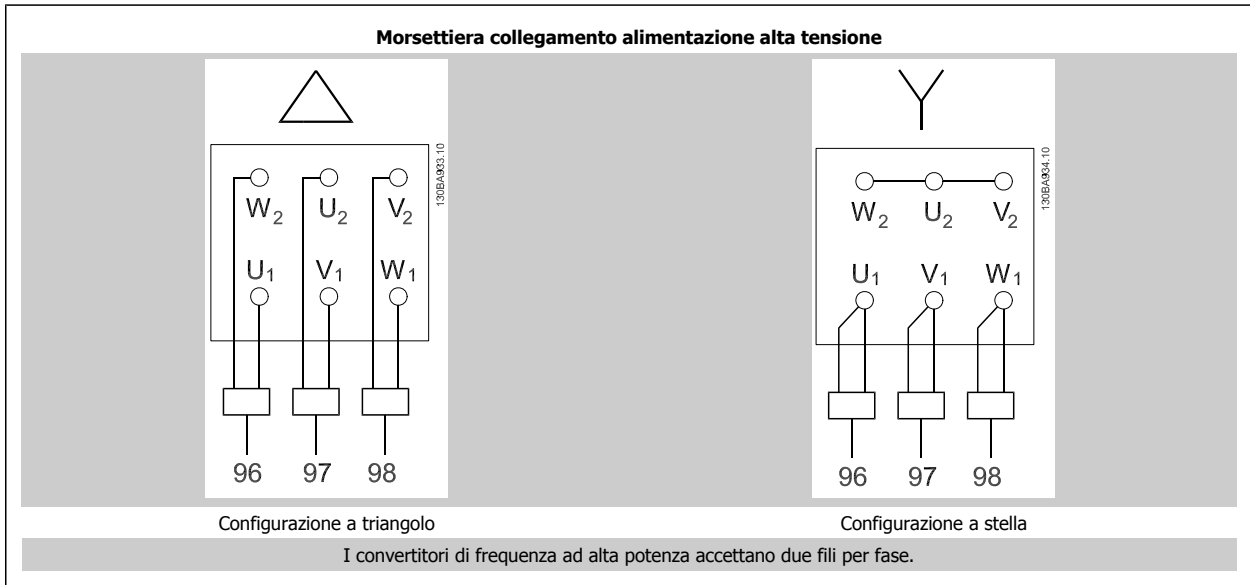 Morsettiera collegamento alimentazione alta tensione
130BA933.10
W2 U2 V2
U1 V1 W1
96 97 98
Configurazione a triangolo
130BA934.10
W2 U2 V2
U1 V1 W1
96 97 98
Configurazione a stella
I convertitori di frequenza ad alta potenza accettano due fili per fase.